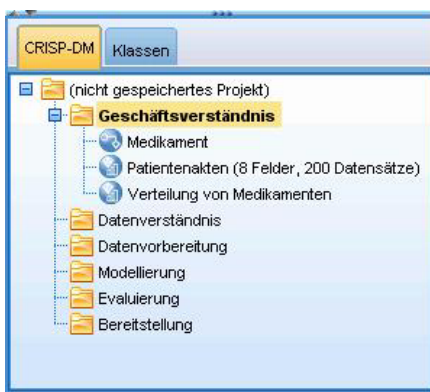 CRISP-DM Klassen
(nicht gespeichertes Projekt)
Geschäftsverständnis
Medikament
Patientenakten (8 Felder, 200 Datensätze)
Verteilung von Medikamenten
Datenverständnis
Datenvorbereitung
Modellierung
Evaluierung
Bereitstellung